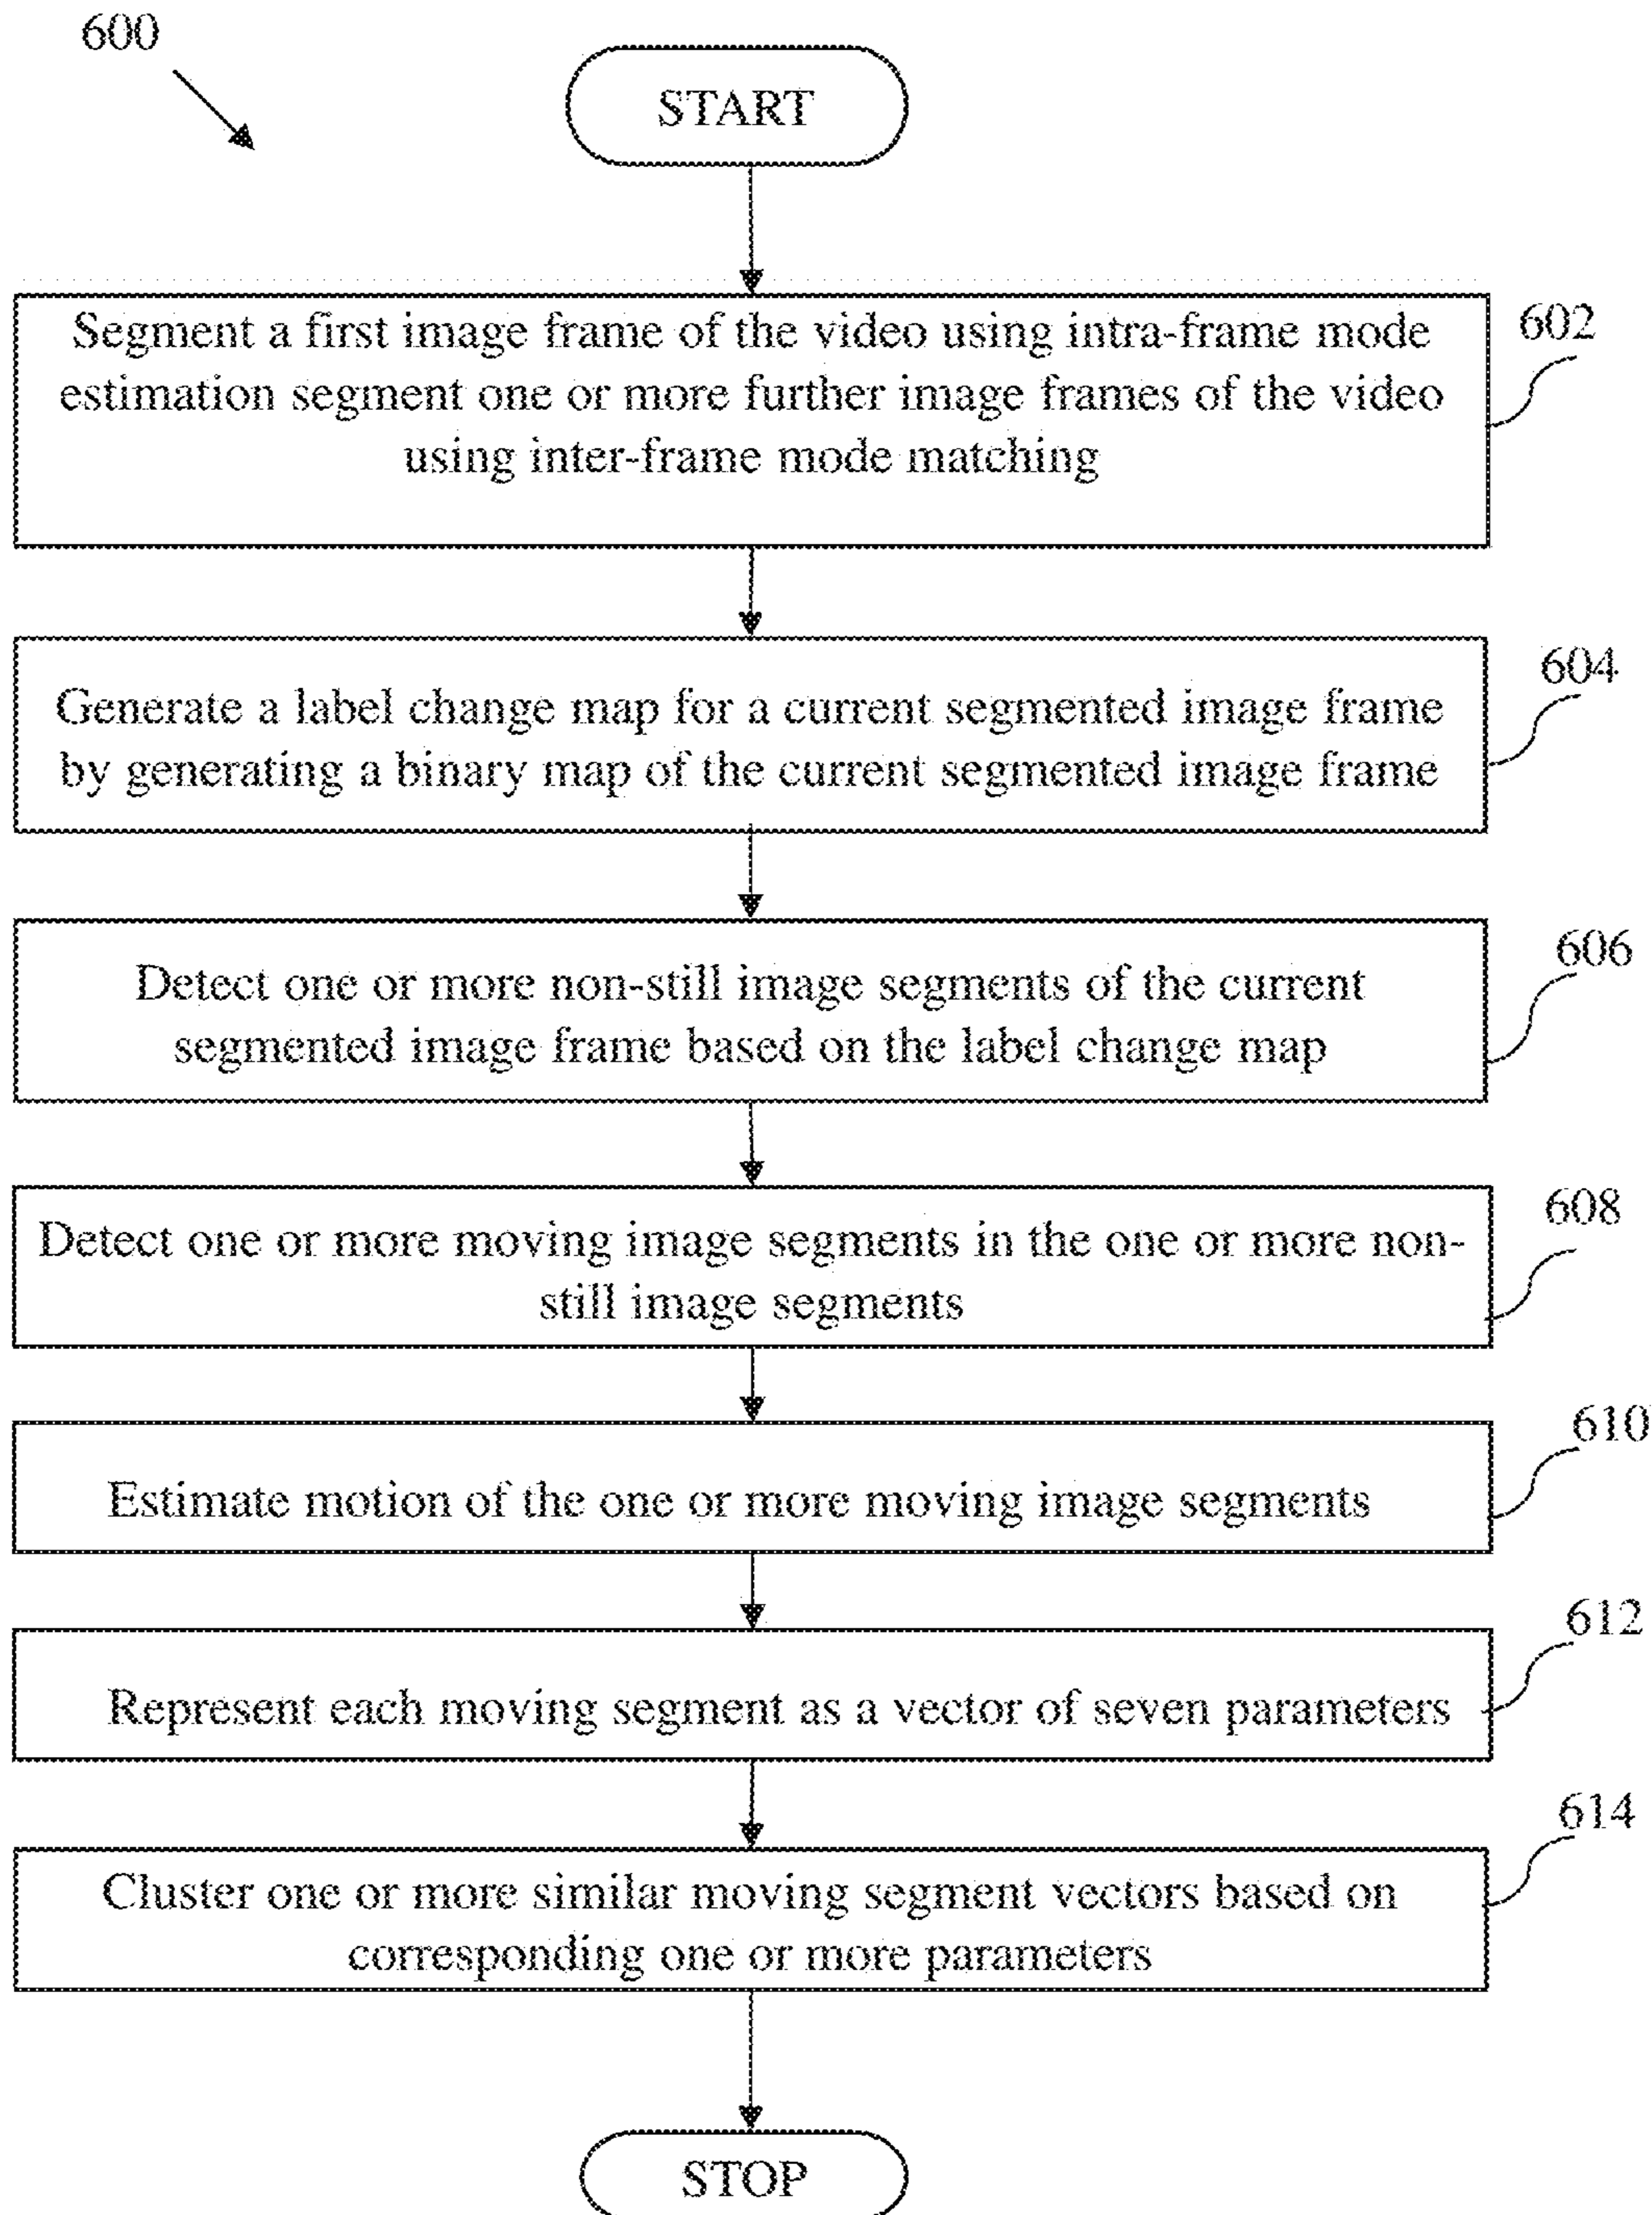 600
START
Segment a first image frame of the video using intra-frame mode
estimation segment one or more further image frames of the video
using inter-frame mode matching
602
Generate a label change map for a current segmented image frame
by generating a binary map of the current segmented image frame
604
Detect one or more non-still image segments of the current
segmented image frame based on the label change map
606
Detect one or more moving image segments in the one or more non-
still image segments
608
Estimate motion of the one or more moving image segments
610
Represent each moving segment as a vector of seven parameters
612
Cluster one or more similar moving segment vectors based on
corresponding one or more parameters
614
STOP